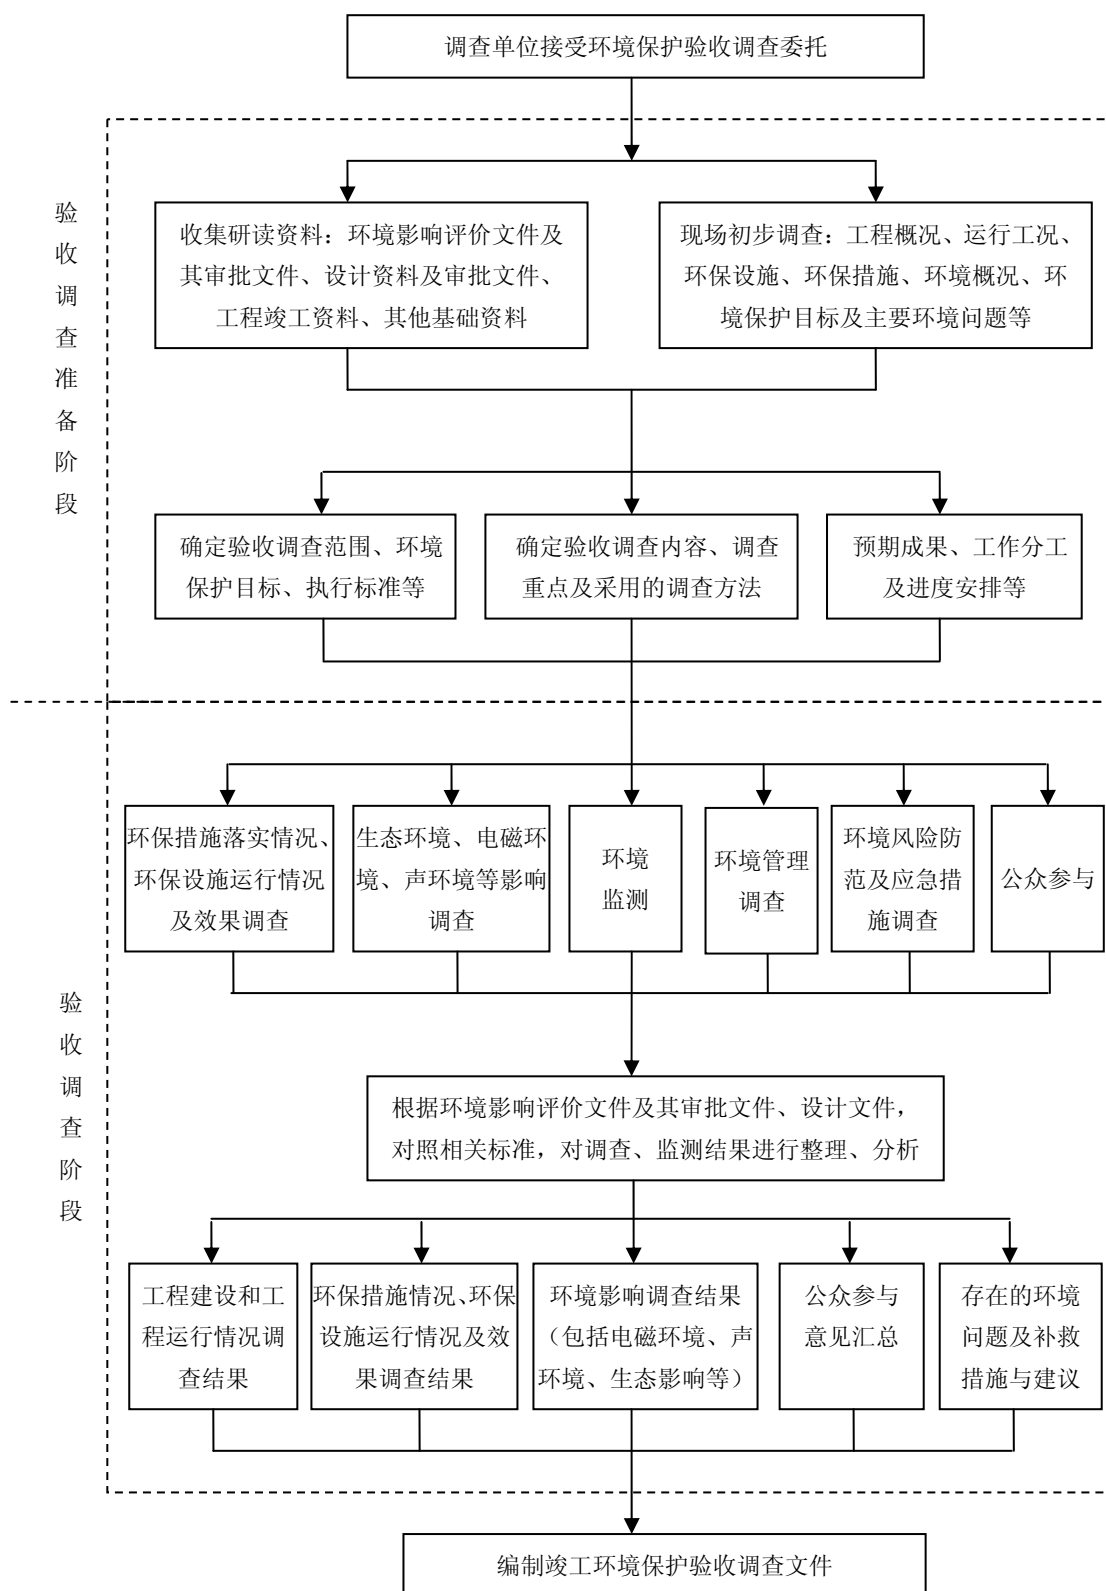 调查单位接受环境保护验收调查委托
验收调查准备阶段
收集研读资料：环境影响评价文件及
其审批文件、设计资料及审批文件、
工程竣工资料、其他基础资料
现场初步调查：工程概况、运行工况、
环保设施、环保措施、环境概况、环
境保护目标及主要环境问题等
确定验收调查范围、环境
保护目标、执行标准等
确定验收调查内容、调查
重点及采用的调查方法
预期成果、工作分工
及进度安排等
验收调查阶段
环保措施落实情况、
环保设施运行情况
及效果调查
生态环境、电磁环
境、声环境等影响
调查
环境
监测
环境管理
调查
环境风险防
范及应急措
施调查
公众参与
根据环境影响评价文件及其审批文件、设计文件，
对照相关标准，对调查、监测结果进行整理、分析
工程建设和工
程运行情况调
查结果
环保措施情况、环保
设施运行情况及效
果调查结果
环境影响调查结果
（包括电磁环境、声
环境、生态影响等）
公众参与
意见汇总
存在的环境
问题及补救
措施与建议
编制竣工环境保护验收调查文件